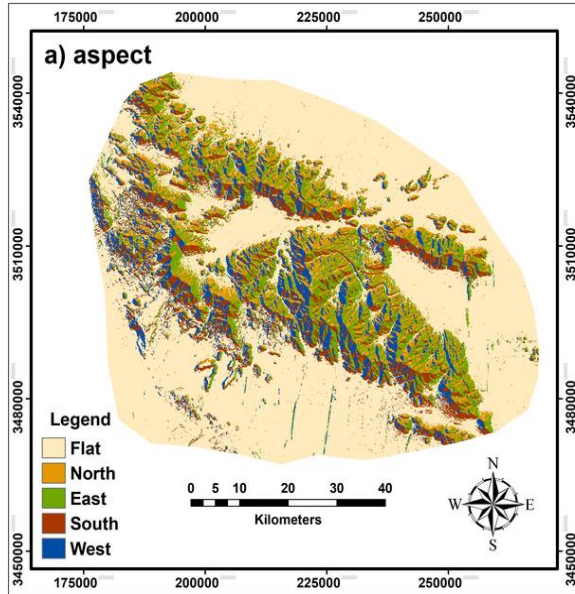 175000 200000 225000 250000
a) aspect
3540000 3540000
3510000 3510000
3480000 3480000
3450000 3450000
Legend
Flat
North
East
South
West
0 5 10 20 30 40
Kilometers
N
W E
S
175000 200000 225000 250000